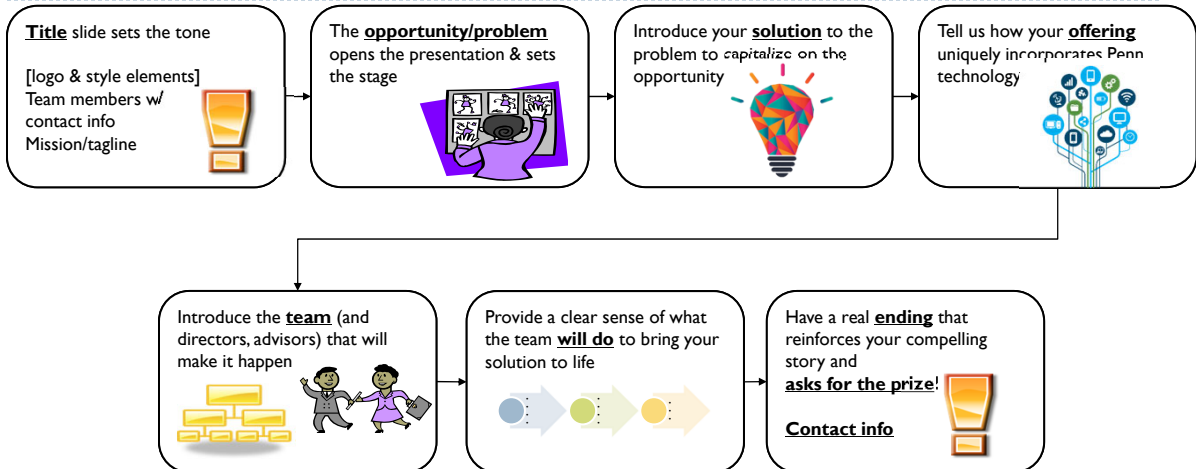 Title slide sets the tone
[logo & style elements]
Team members w/
contact info
Mission/tagline
The opportunity/problem
opens the presentation & sets
the stage
Introduce your solution to the
problem to capitalize on the
opportunity
Tell us how your offering
uniquely incorporates Penn
technology
Introduce the team (and
directors, advisors) that will
make it happen
Provide a clear sense of what
the team will do to bring your
solution to life
Have a real ending that
reinforces your compelling
story and
asks for the prize!
Contact info